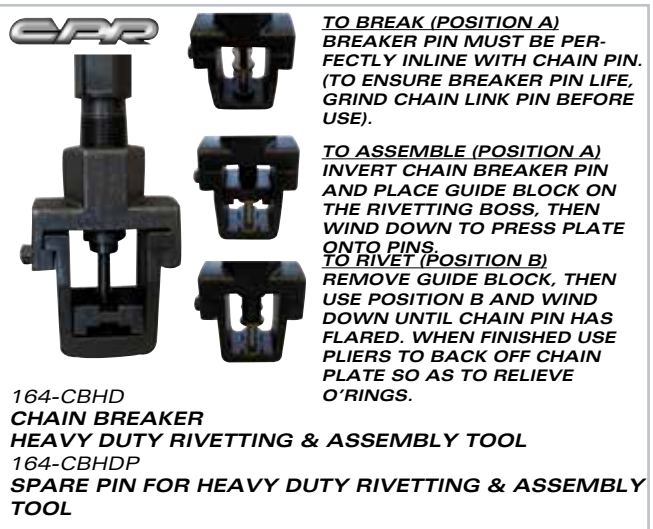 CPR
TO BREAK (POSITION A)
BREAKER PIN MUST BE PER-
FECTLY INLINE WITH CHAIN PIN.
(TO ENSURE BREAKER PIN LIFE,
GRIND CHAIN LINK PIN BEFORE
USE).
TO ASSEMBLE (POSITION A)
INVERT CHAIN BREAKER PIN
AND PLACE GUIDE BLOCK ON
THE RIVETTING BOSS, THEN
WIND DOWN TO PRESS PLATE
ONTO PINS.
TO RIVET (POSITION B)
REMOVE GUIDE BLOCK, THEN
USE POSITION B AND WIND
DOWN UNTIL CHAIN PIN HAS
FLARED. WHEN FINISHED USE
PLIERS TO BACK OFF CHAIN
PLATE SO AS TO RELIEVE
O'RINGS.
164-CBHD
CHAIN BREAKER
HEAVY DUTY RIVETTING & ASSEMBLY TOOL
164-CBHDP
SPARE PIN FOR HEAVY DUTY RIVETTING & ASSEMBLY
TOOL